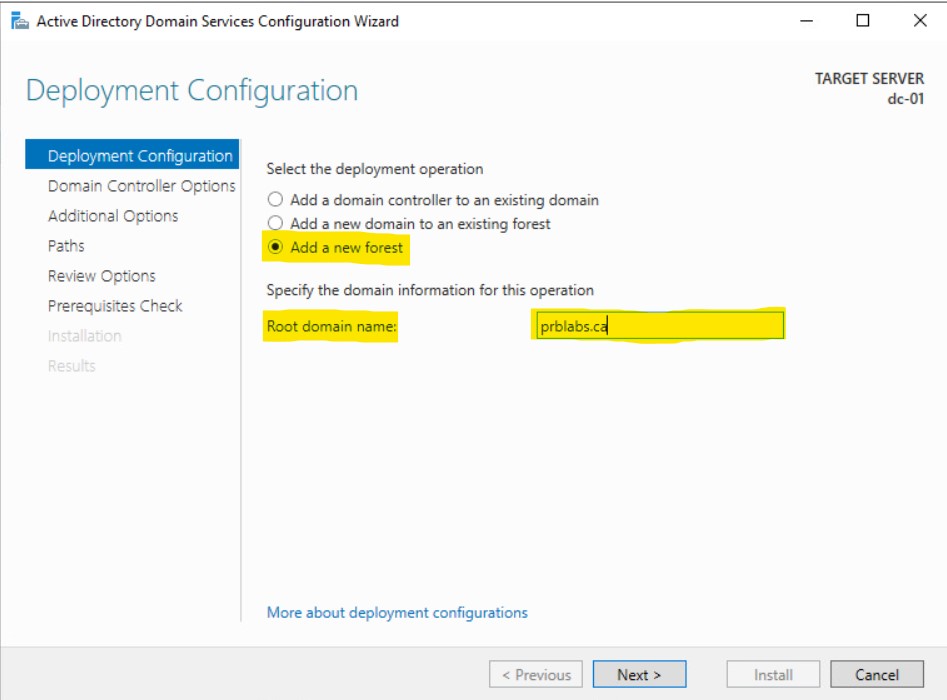 Active Directory Domain Services Configuration Wizard
Deployment Configuration
TARGET SERVER
dc-01
Deployment Configuration
Domain Controller Options
Additional Options
Paths
Review Options
Prerequisites Check
Installation
Results
Select the deployment operation
Add a domain controller to an existing domain
Add a new domain to an existing forest
Add a new forest
Specify the domain information for this operation
Root domain name:
prblabs.ca
More about deployment configurations
< Previous
Next >
Install
Cancel